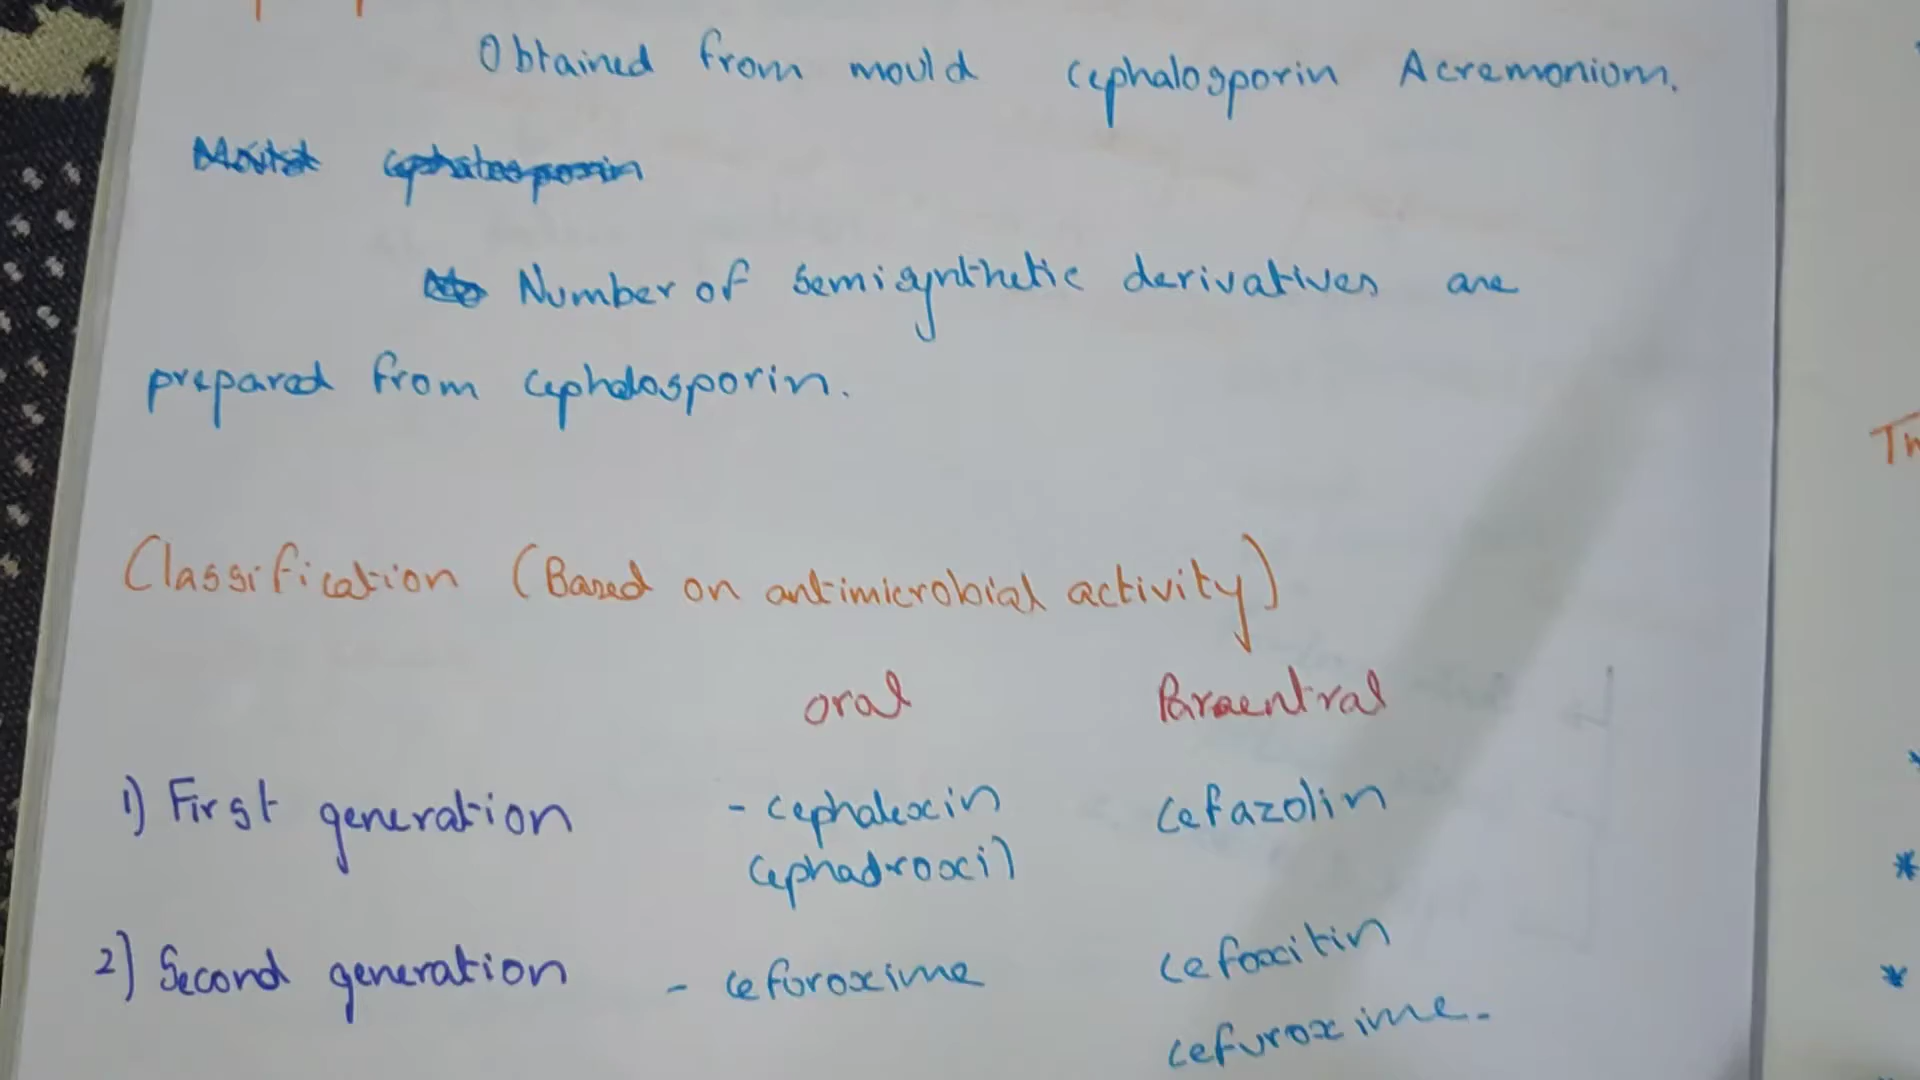 Obtained from mould cephalosporin Acremonium.
Number of semisynthetic derivatives are
prepared from cephalosporin.
Classification (Based on antimicrobial activity)
oral Paraentral
1) First generation - cephalexin cefazolin
cephadroxil
2) Second generation - cefuroxime cefoxitin
cefuroxime.
Th
*
*